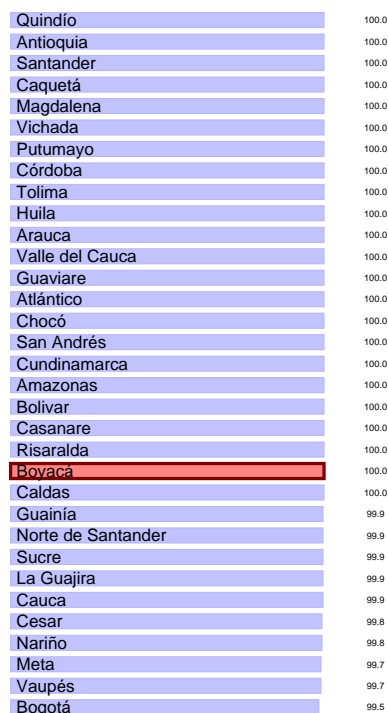 Quindío 100.0
Antioquia 100.0
Santander 100.0
Caquetá 100.0
Magdalena 100.0
Vichada 100.0
Putumayo 100.0
Córdoba 100.0
Tolima 100.0
Huila 100.0
Arauca 100.0
Valle del Cauca 100.0
Guaviare 100.0
Atlántico 100.0
Chocó 100.0
San Andrés 100.0
Cundinamarca 100.0
Amazonas 100.0
Bolivar 100.0
Casanare 100.0
Risaralda 100.0
Boyacá 100.0
Caldas 100.0
Guainía 99.9
Norte de Santander 99.9
Sucre 99.9
La Guajira 99.9
Cauca 99.9
Cesar 99.8
Nariño 99.8
Meta 99.7
Vaupés 99.7
Bogotá 99.5